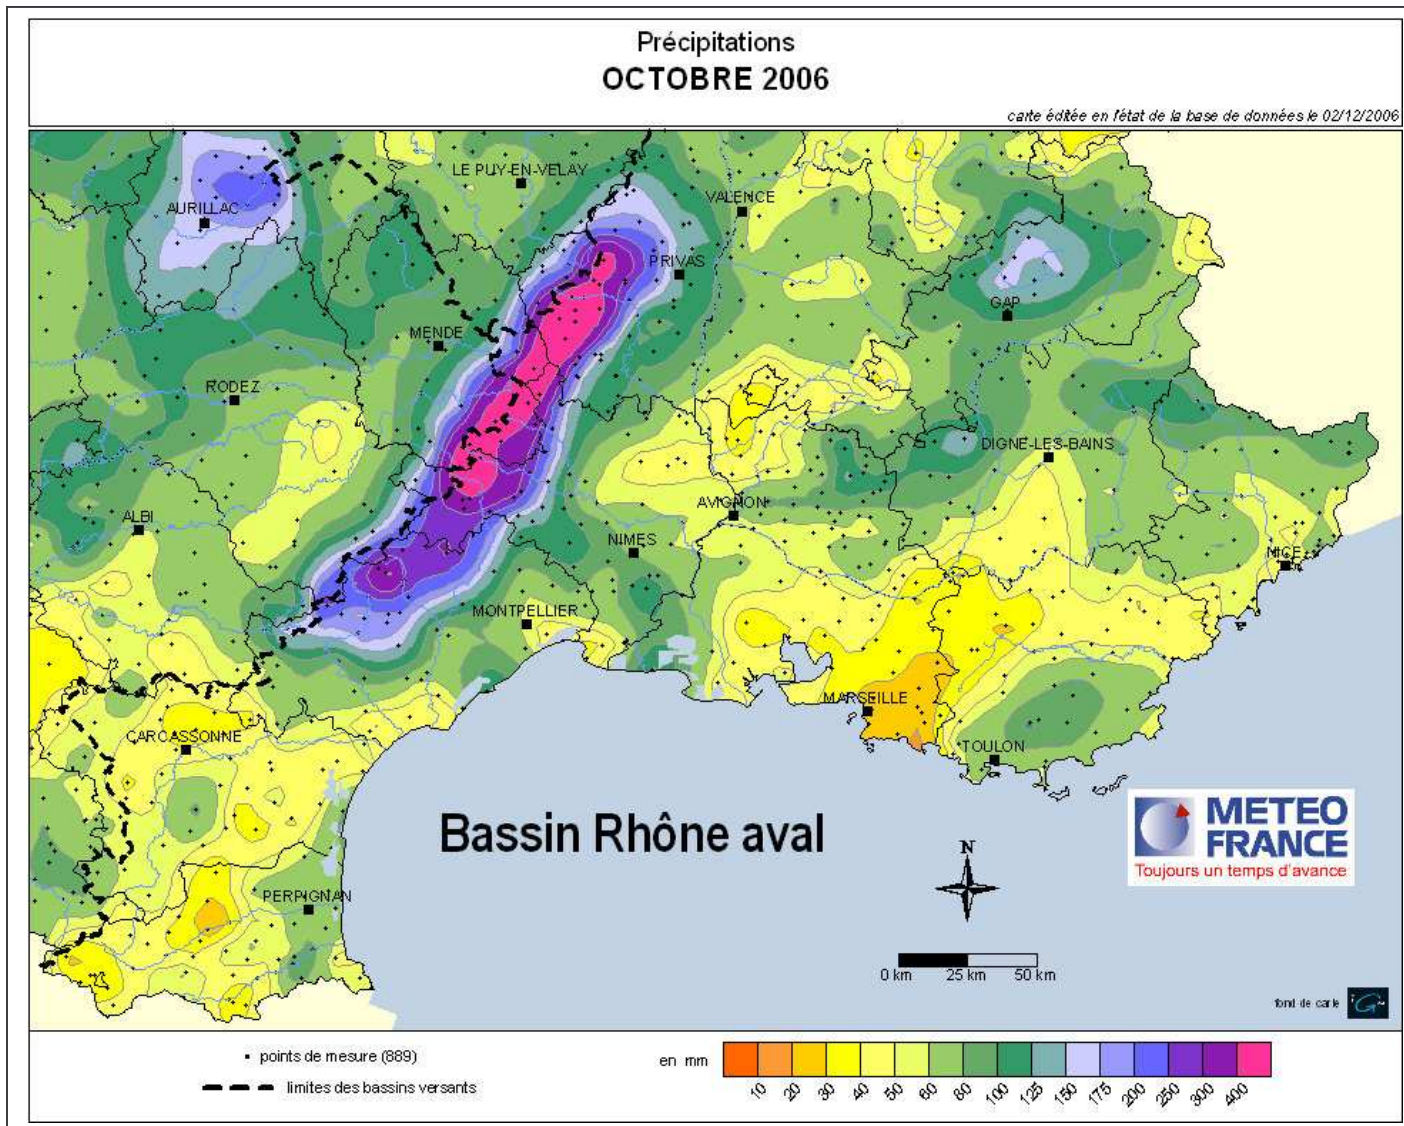 Précipitations
OCTOBRE 2006
carte éditée en l'état de la base de données le 02/12/2006
LE PUY-EN-VELAY
VALENCE
AURILLAC
PRIVAS
GAP
MENDE
RODEZ
DIGNE-LES-BAINS
AVIGNON
ALBI
NIMES
NICE
MONTPELLIER
MARSEILLE
CARCASSONNE
TOULON
Bassin Rhône aval
METEO
FRANCE
Toujours un temps d'avance
N
PERPIGNAN
0 km 25 km 50 km
fond de carte
points de mesure (889)
en mm
limites des bassins versants
10 20 30 40 50 60 80 100 125 150 175 200 250 300 400